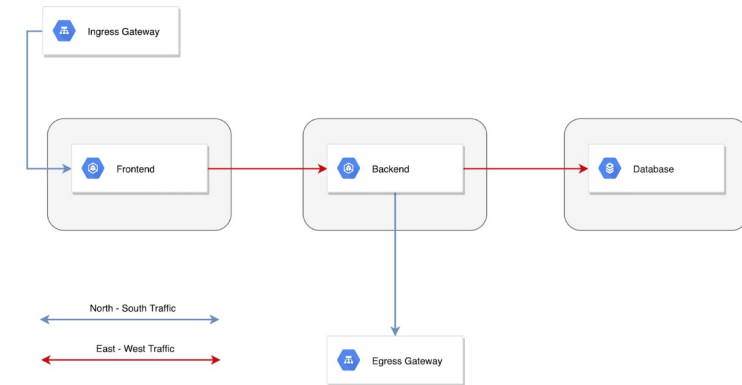 Ingress Gateway
Frontend
Backend
Database
North - South Traffic
East - West Traffic
Egress Gateway